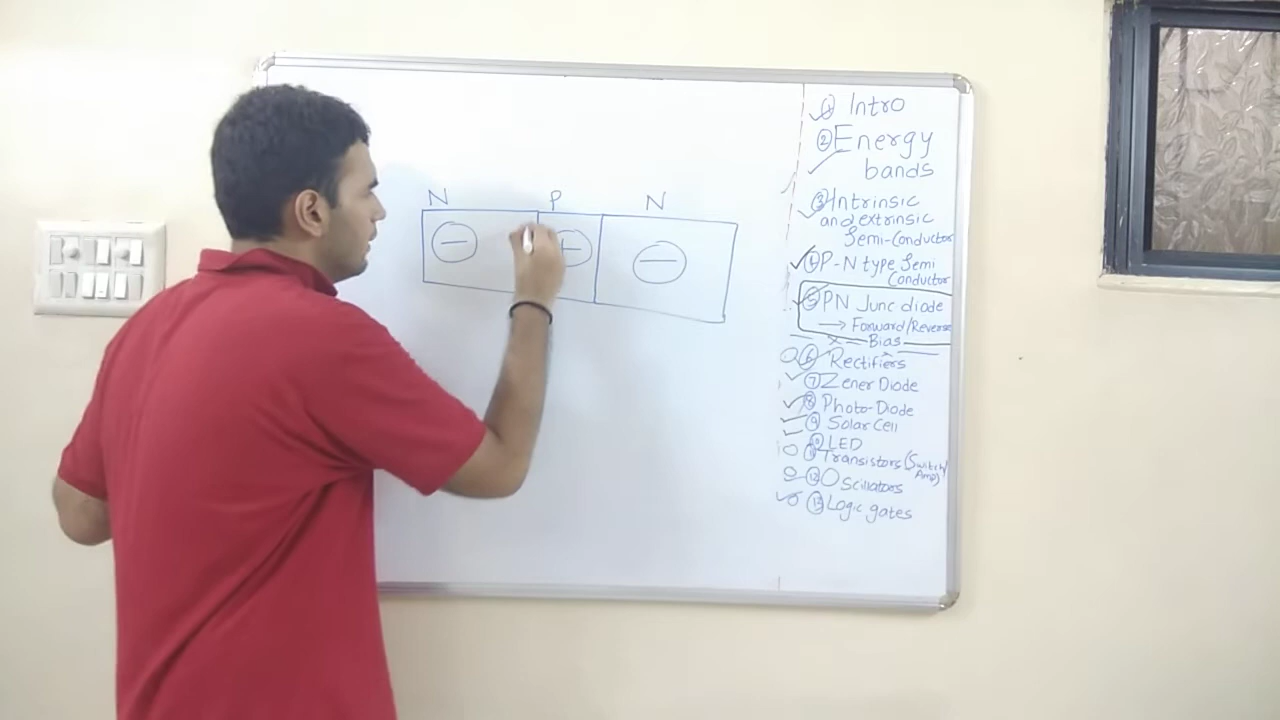 N P N
① Intro
② Energy
bands
③ Intrinsic
and extrinsic
Semi-Conductor
④ P-N type Semi
Conductor
⑤ PN Junc diode
→ Forward/Reverse
Bias
⑥ Rectifiers
⑦ Zener Diode
⑧ Photo-Diode
⑨ Solar Cell
⑩ LED
⑪ Transistors (Switch/
Amp)
⑫ Oscillators
⑬ Logic gates